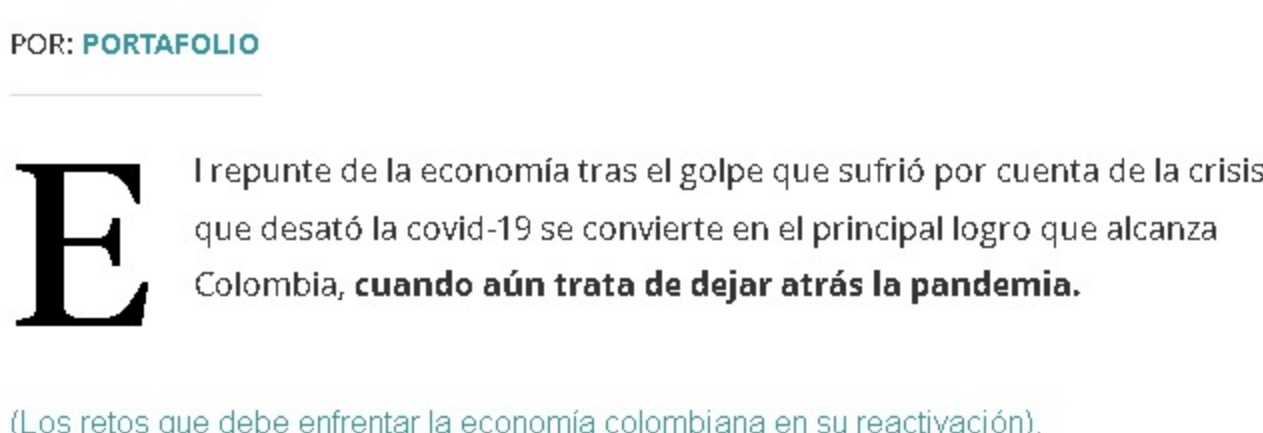 POR: PORTAFOLIO
El repunte de la economía tras el golpe que sufrió por cuenta de la crisis
que desató la covid-19 se convierte en el principal logro que alcanza
Colombia, cuando aún trata de dejar atrás la pandemia.
(Los retos que debe enfrentar la economía colombiana en su reactivación).